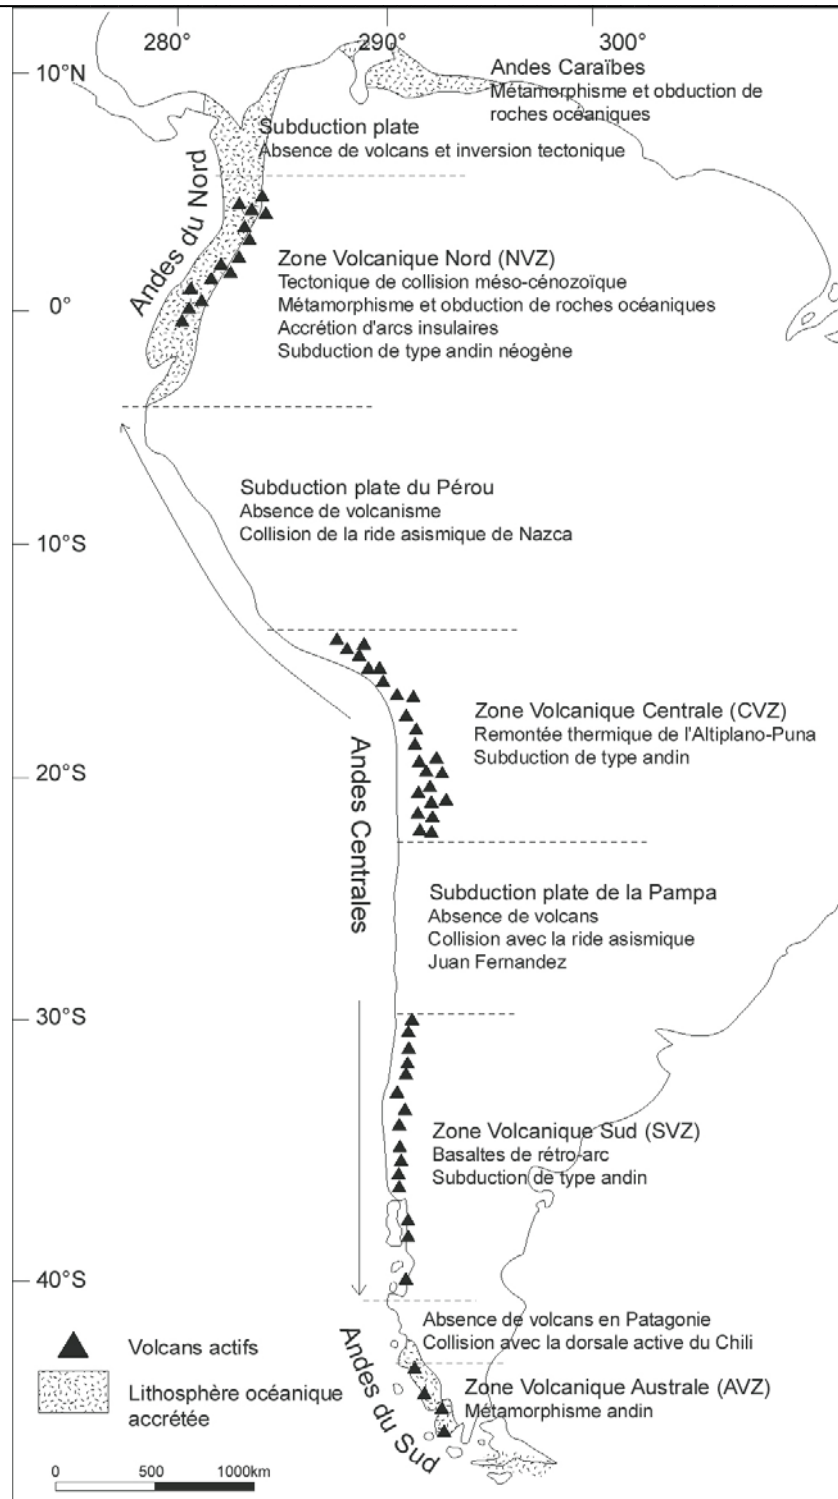 280°
290°
300°
10°N
Andes Caraïbes
Métamorphisme et obduction de
roches océaniques
Subduction plate
Absence de volcans et inversion tectonique
Andes du Nord
Zone Volcanique Nord (NVZ)
Tectonique de collision méso-cénozoïque
Métamorphisme et obduction de roches océaniques
Accrétion d'arcs insulaires
Subduction de type andin néogène
0°
Subduction plate du Pérou
Absence de volcanisme
Collision de la ride asismique de Nazca
10°S
Zone Volcanique Centrale (CVZ)
Remontée thermique de l'Altiplano-Puna
Subduction de type andin
20°S
Andes Centrales
Subduction plate de la Pampa
Absence de volcans
Collision avec la ride asismique
Juan Fernandez
30°S
Zone Volcanique Sud (SVZ)
Basaltes de rétro-arc
Subduction de type andin
40°S
Absence de volcans en Patagonie
Collision avec la dorsale active du Chili
Andes du Sud
Zone Volcanique Australe (AVZ)
Métamorphisme andin
Volcans actifs
Lithosphère océanique
accrétée
0 500 1000km